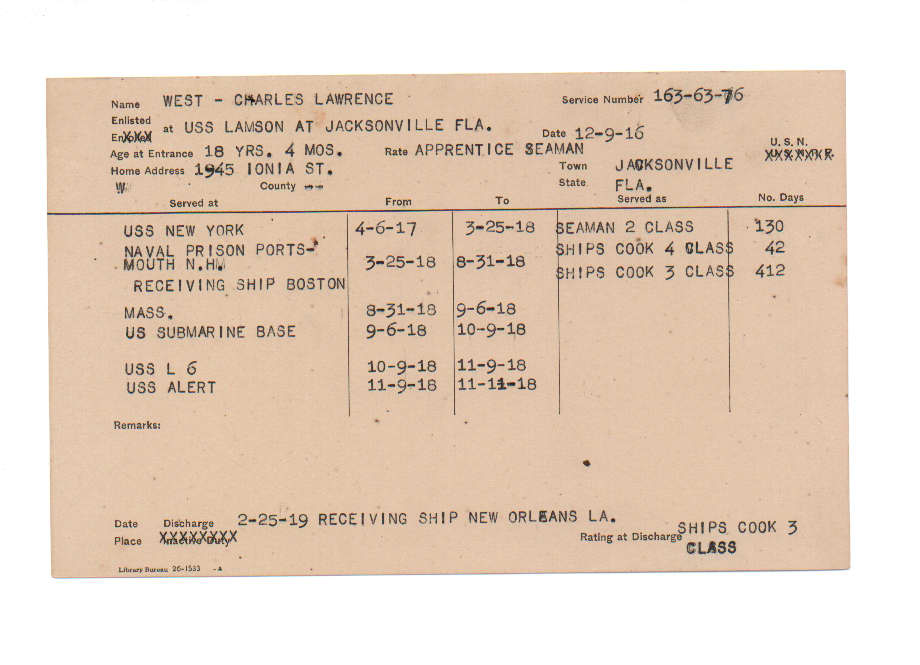 Name WEST - CHARLES LAWRENCE Service Number 163-63-76
Enlisted
Enrolled at USS LAMSON AT JACKSONVILLE FLA. Date 12-9-16
U.S.N.
Age at Entrance 18 YRS. 4 MOS. Rate APPRENTICE SEAMAN
Home Address 1945 IONIA ST. Town JACKSONVILLE
W County -- State FLA.
Served at From To Served as No. Days
USS NEW YORK 4-6-17 3-25-18 SEAMAN 2 CLASS 130
NAVAL PRISON PORTS- SHIPS COOK 4 CLASS 42
MOUTH N.H. 3-25-18 8-31-18 SHIPS COOK 3 CLASS 412
RECEIVING SHIP BOSTON
MASS. 8-31-18 9-6-18
US SUBMARINE BASE 9-6-18 10-9-18
USS L 6 10-9-18 11-9-18
USS ALERT 11-9-18 11-11-18
Remarks:
Date Discharge 2-25-19 RECEIVING SHIP NEW ORLEANS LA.
Place Inactive Duty Rating at Discharge SHIPS COOK 3
CLASS
Library Bureau 26-1533 -A